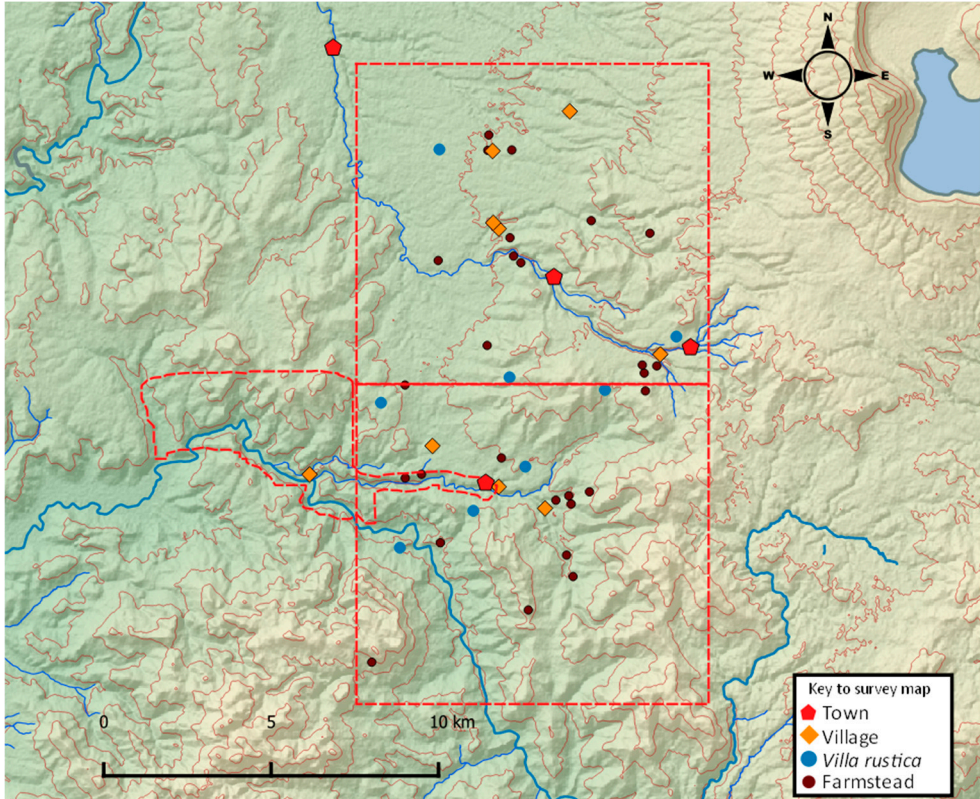 N
W E
S
0 5 10 km
Key to survey map
Town
Village
Villa rustica
Farmstead